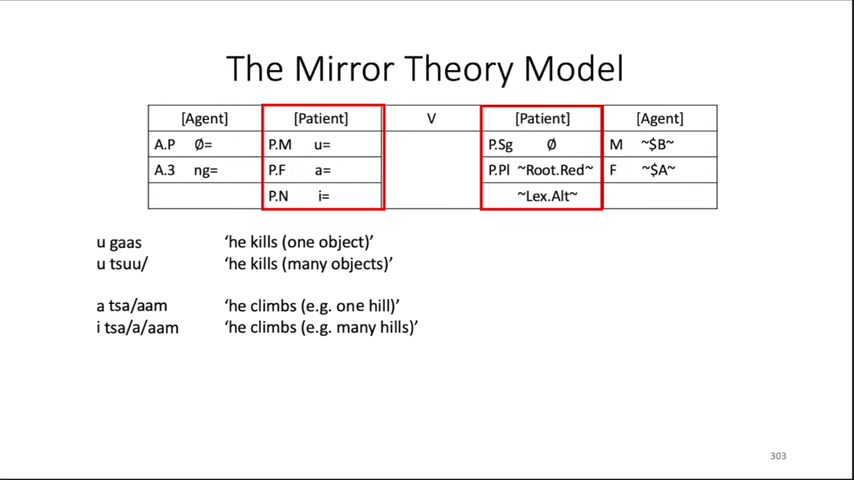 The Mirror Theory Model
[Agent] [Patient] V [Patient] [Agent]
A.P Ø= P.M u= P.Sg Ø M ~$B~
A.3 ng= P.F a= P.Pl ~Root.Red~ F ~$A~
P.N i= ~Lex.Alt~
u gaas ‘he kills (one object)’
u tsuu/ ‘he kills (many objects)’
a tsa/aam ‘he climbs (e.g. one hill)’
i tsa/a/aam ‘he climbs (e.g. many hills)’
303